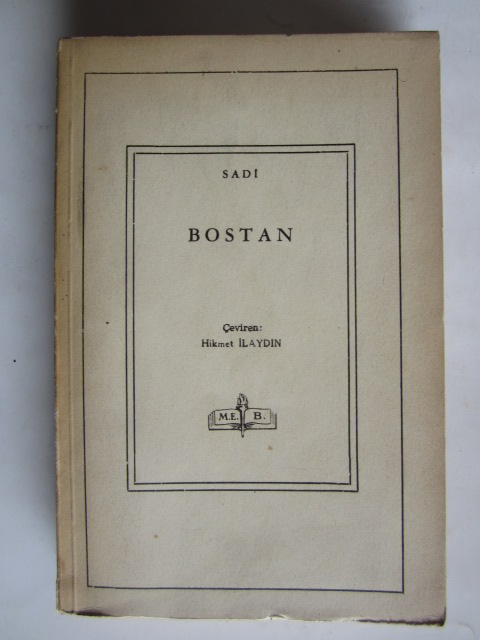 SADİ
BOSTAN
Çeviren:
Hikmet İLAYDIN
M.E. B.